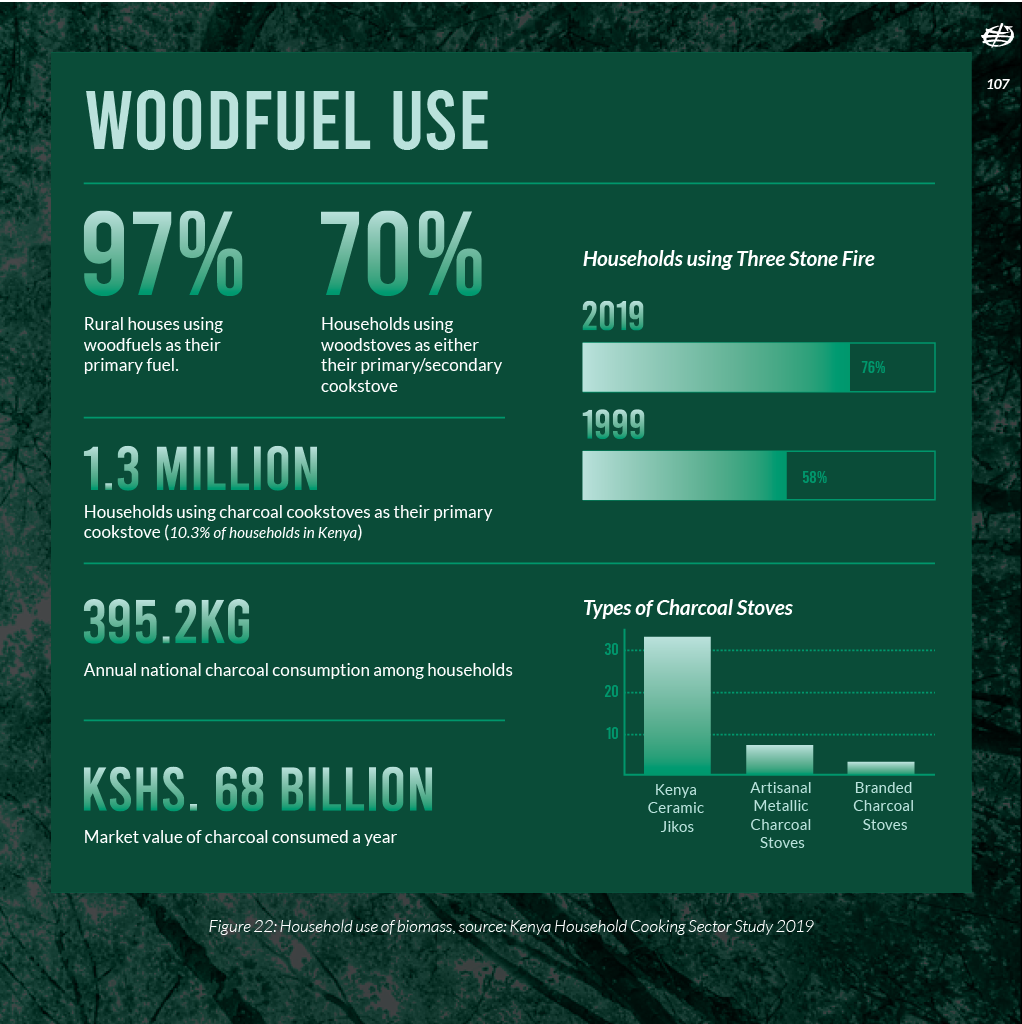 107
WOODFUEL USE
97%
Rural houses using
woodfuels as their
primary fuel.
70%
Households using
woodstoves as either
their primary/secondary
cookstove
Households using Three Stone Fire
2019
76%
1999
58%
1.3 MILLION
Households using charcoal cookstoves as their primary
cookstove (10.3% of households in Kenya)
395.2KG
Annual national charcoal consumption among households
KSHS. 68 BILLION
Market value of charcoal consumed a year
Types of Charcoal Stoves
30
20
10
Kenya
Ceramic
Jikos
Artisanal
Metallic
Charcoal
Stoves
Branded
Charcoal
Stoves
Figure 22: Household use of biomass, source: Kenya Household Cooking Sector Study 2019